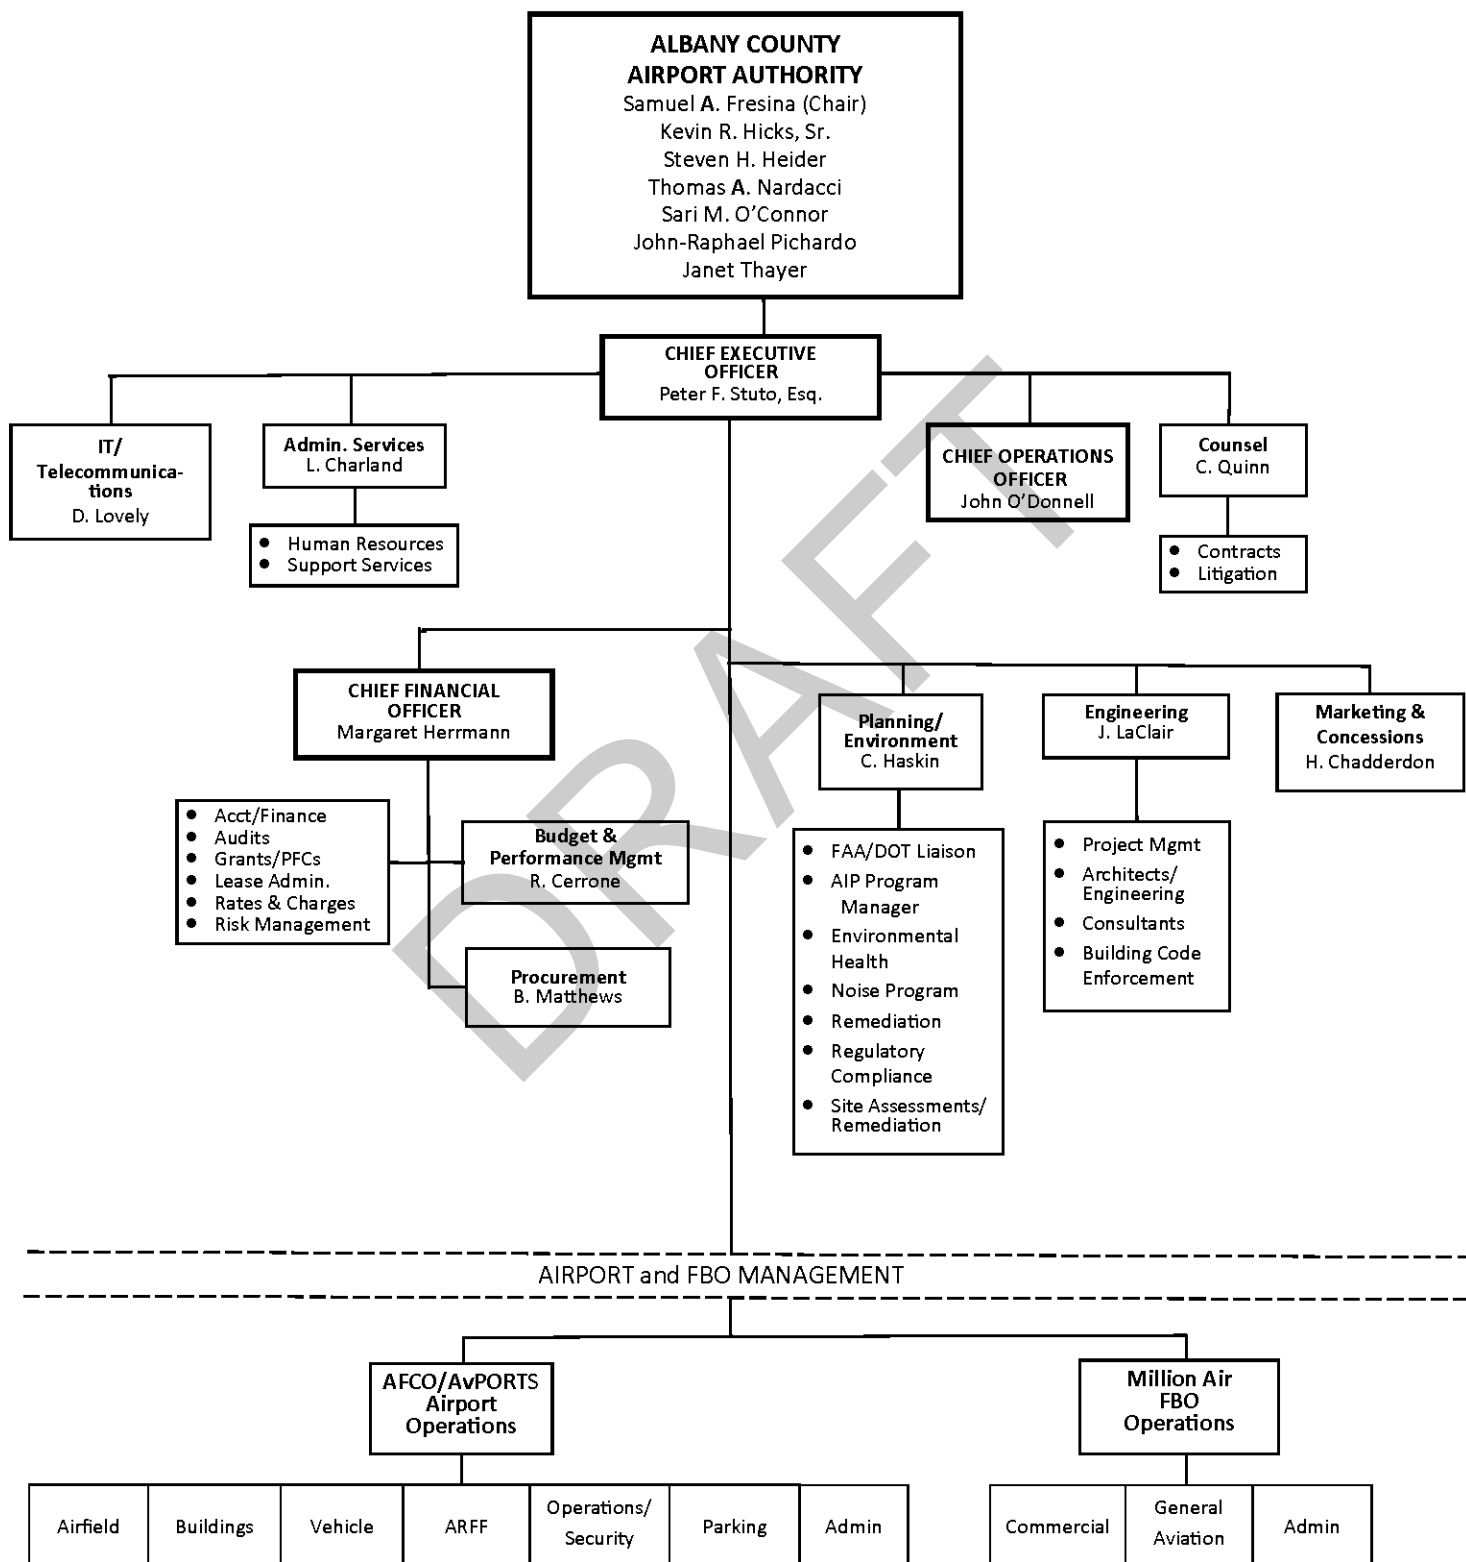 ALBANY COUNTY
AIRPORT AUTHORITY
Samuel A. Fresina (Chair)
Kevin R. Hicks, Sr.
Steven H. Heider
Thomas A. Nardacci
Sari M. O’Connor
John-Raphael Pichardo
Janet Thayer
CHIEF EXECUTIVE
OFFICER
Peter F. Stuto, Esq.
IT/
Telecommunica-
tions
D. Lovely
Admin. Services
L. Charland
• Human Resources
• Support Services
CHIEF OPERATIONS
OFFICER
John O’Donnell
Counsel
C. Quinn
• Contracts
• Litigation
CHIEF FINANCIAL
OFFICER
Margaret Herrmann
• Acct/Finance
• Audits
• Grants/PFCs
• Lease Admin.
• Rates & Charges
• Risk Management
Budget &
Performance Mgmt
R. Cerrone
Procurement
B. Matthews
Planning/
Environment
C. Haskin
• FAA/DOT Liaison
• AIP Program
Manager
• Environmental
Health
• Noise Program
• Remediation
• Regulatory
Compliance
• Site Assessments/
Remediation
Engineering
J. LaClair
• Project Mgmt
• Architects/
Engineering
• Consultants
• Building Code
Enforcement
Marketing &
Concessions
H. Chadderdon
DRAFT
AIRPORT and FBO MANAGEMENT
AFCO/AvPORTS
Airport
Operations
Airfield
Buildings
Vehicle
ARFF
Operations/
Security
Parking
Admin
Million Air
FBO
Operations
Commercial
General
Aviation
Admin